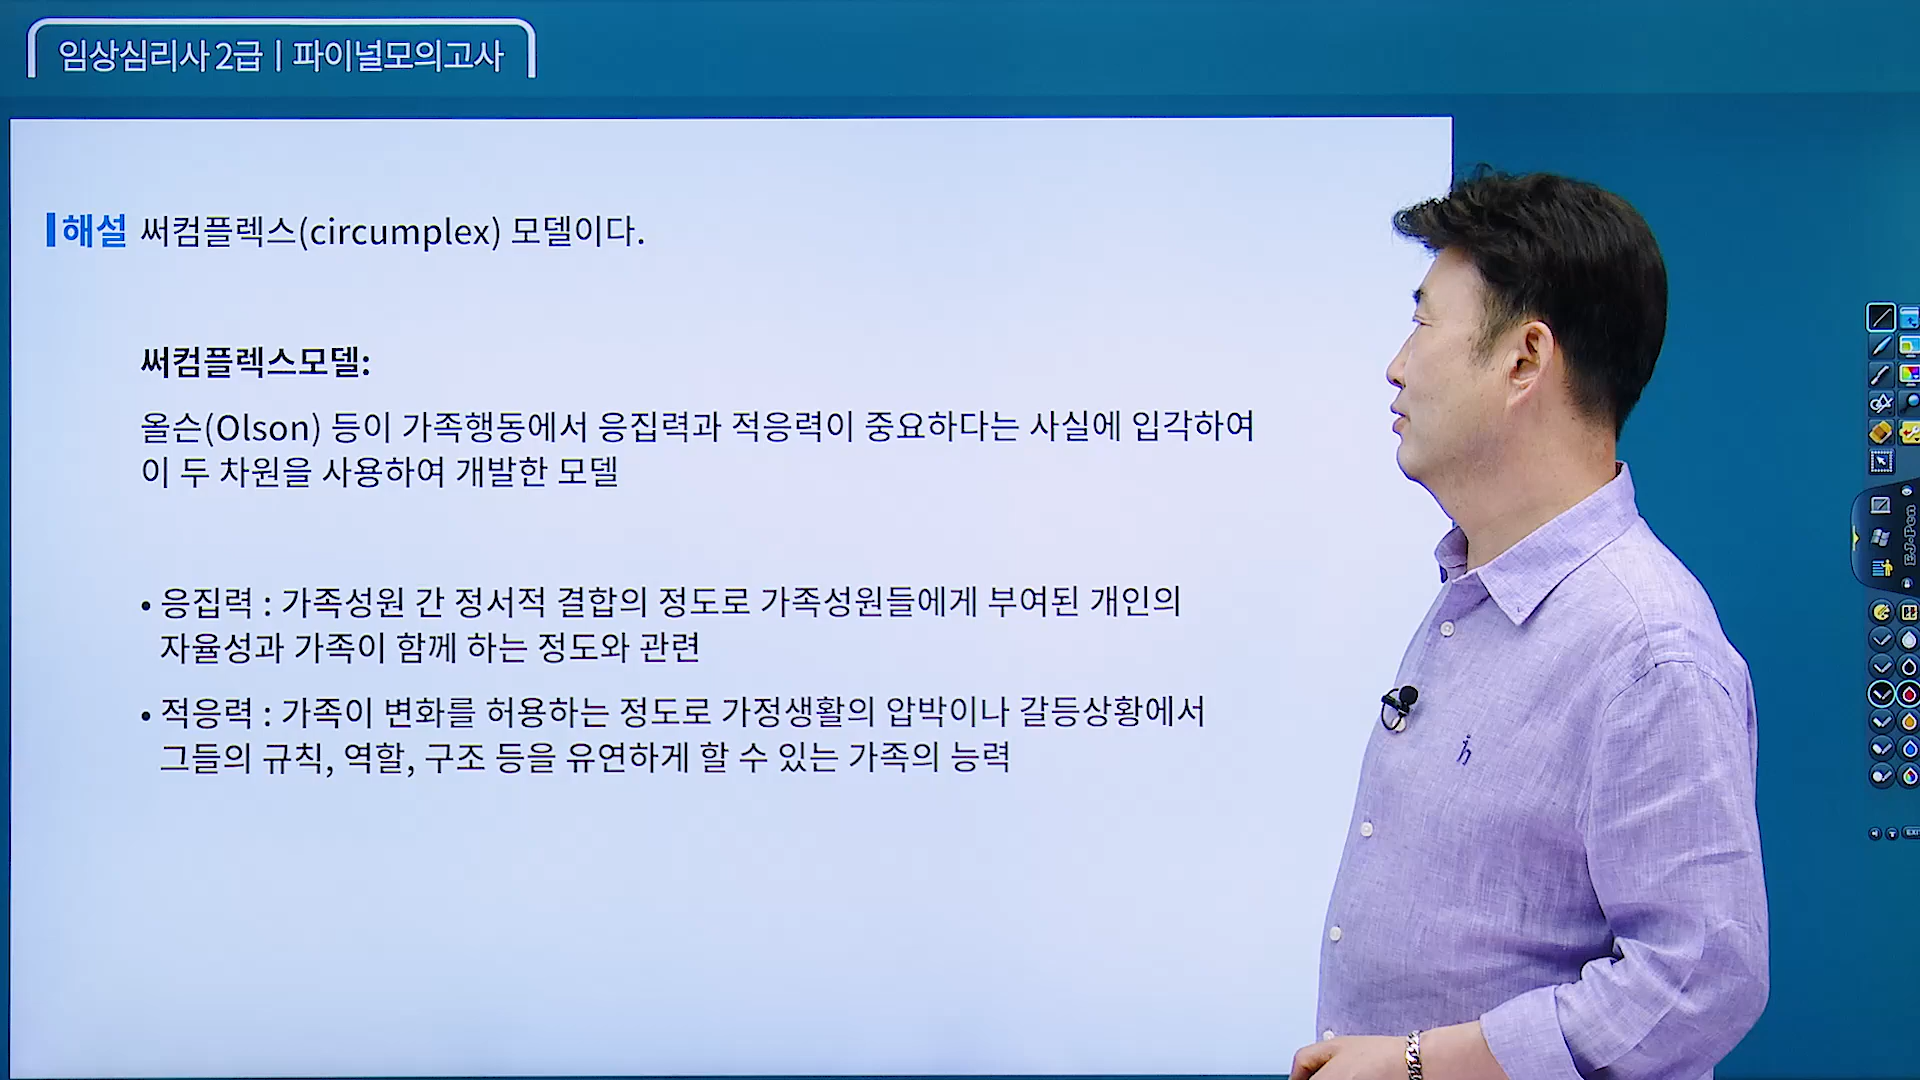 임상심리사 2급 | 파이널모의고사
해설 써컴플렉스(circumplex) 모델이다.
써컴플렉스모델:
올슨(Olson) 등이 가족행동에서 응집력과 적응력이 중요하다는 사실에 입각하여
이 두 차원을 사용하여 개발한 모델
• 응집력 : 가족성원 간 정서적 결합의 정도로 가족성원들에게 부여된 개인의
자율성과 가족이 함께 하는 정도와 관련
• 적응력 : 가족이 변화를 허용하는 정도로 가정생활의 압박이나 갈등상황에서
그들의 규칙, 역할, 구조 등을 유연하게 할 수 있는 가족의 능력
EJ-Pen